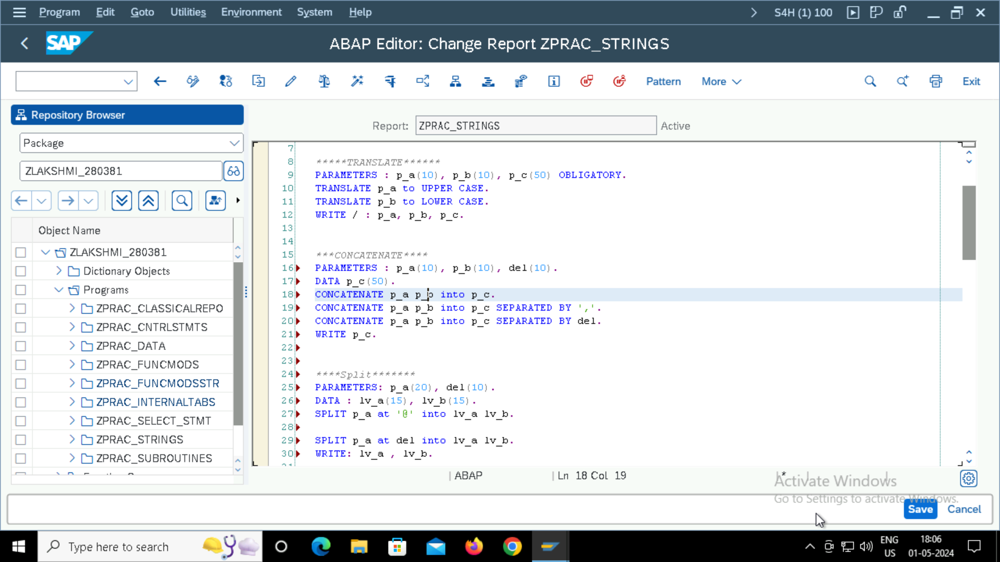 Program Edit Goto Utilities Environment System Help S4H (1) 100
SAP ABAP Editor: Change Report ZPRAC_STRINGS
Pattern More Exit
Repository Browser
Report: ZPRAC_STRINGS Active
Package
ZLAKSHMI_280381
Object Name
ZLAKSHMI_280381
Dictionary Objects
Programs
ZPRAC_CLASSICALREPO
ZPRAC_CNTRLSTMTS
ZPRAC_DATA
ZPRAC_FUNCMODS
ZPRAC_FUNCMODSSTR
ZPRAC_INTERNALTABS
ZPRAC_SELECT_STMT
ZPRAC_STRINGS
ZPRAC_SUBROUTINES
7
8 *****TRANSLATE******
9 PARAMETERS : p_a(10), p_b(10), p_c(50) OBLIGATORY.
10 TRANSLATE p_a to UPPER CASE.
11 TRANSLATE p_b to LOWER CASE.
12 WRITE / : p_a, p_b, p_c.
13
14
15 ***CONCATENATE****
16 PARAMETERS : p_a(10), p_b(10), del(10).
17 DATA p_c(50).
18 CONCATENATE p_a p_b into p_c.
19 CONCATENATE p_a p_b into p_c SEPARATED BY ','.
20 CONCATENATE p_a p_b into p_c SEPARATED BY del.
21 WRITE p_c.
22
23
24 ****Split*******
25 PARAMETERS: p_a(20), del(10).
26 DATA : lv_a(15), lv_b(15).
27 SPLIT p_a at '@' into lv_a lv_b.
28
29 SPLIT p_a at del into lv_a lv_b.
30 WRITE: lv_a , lv_b.
ABAP Ln 18 Col 19 *
Activate Windows
Go to Settings to activate Windows.
Save Cancel
Type here to search
ENG
US
18:06
01-05-2024